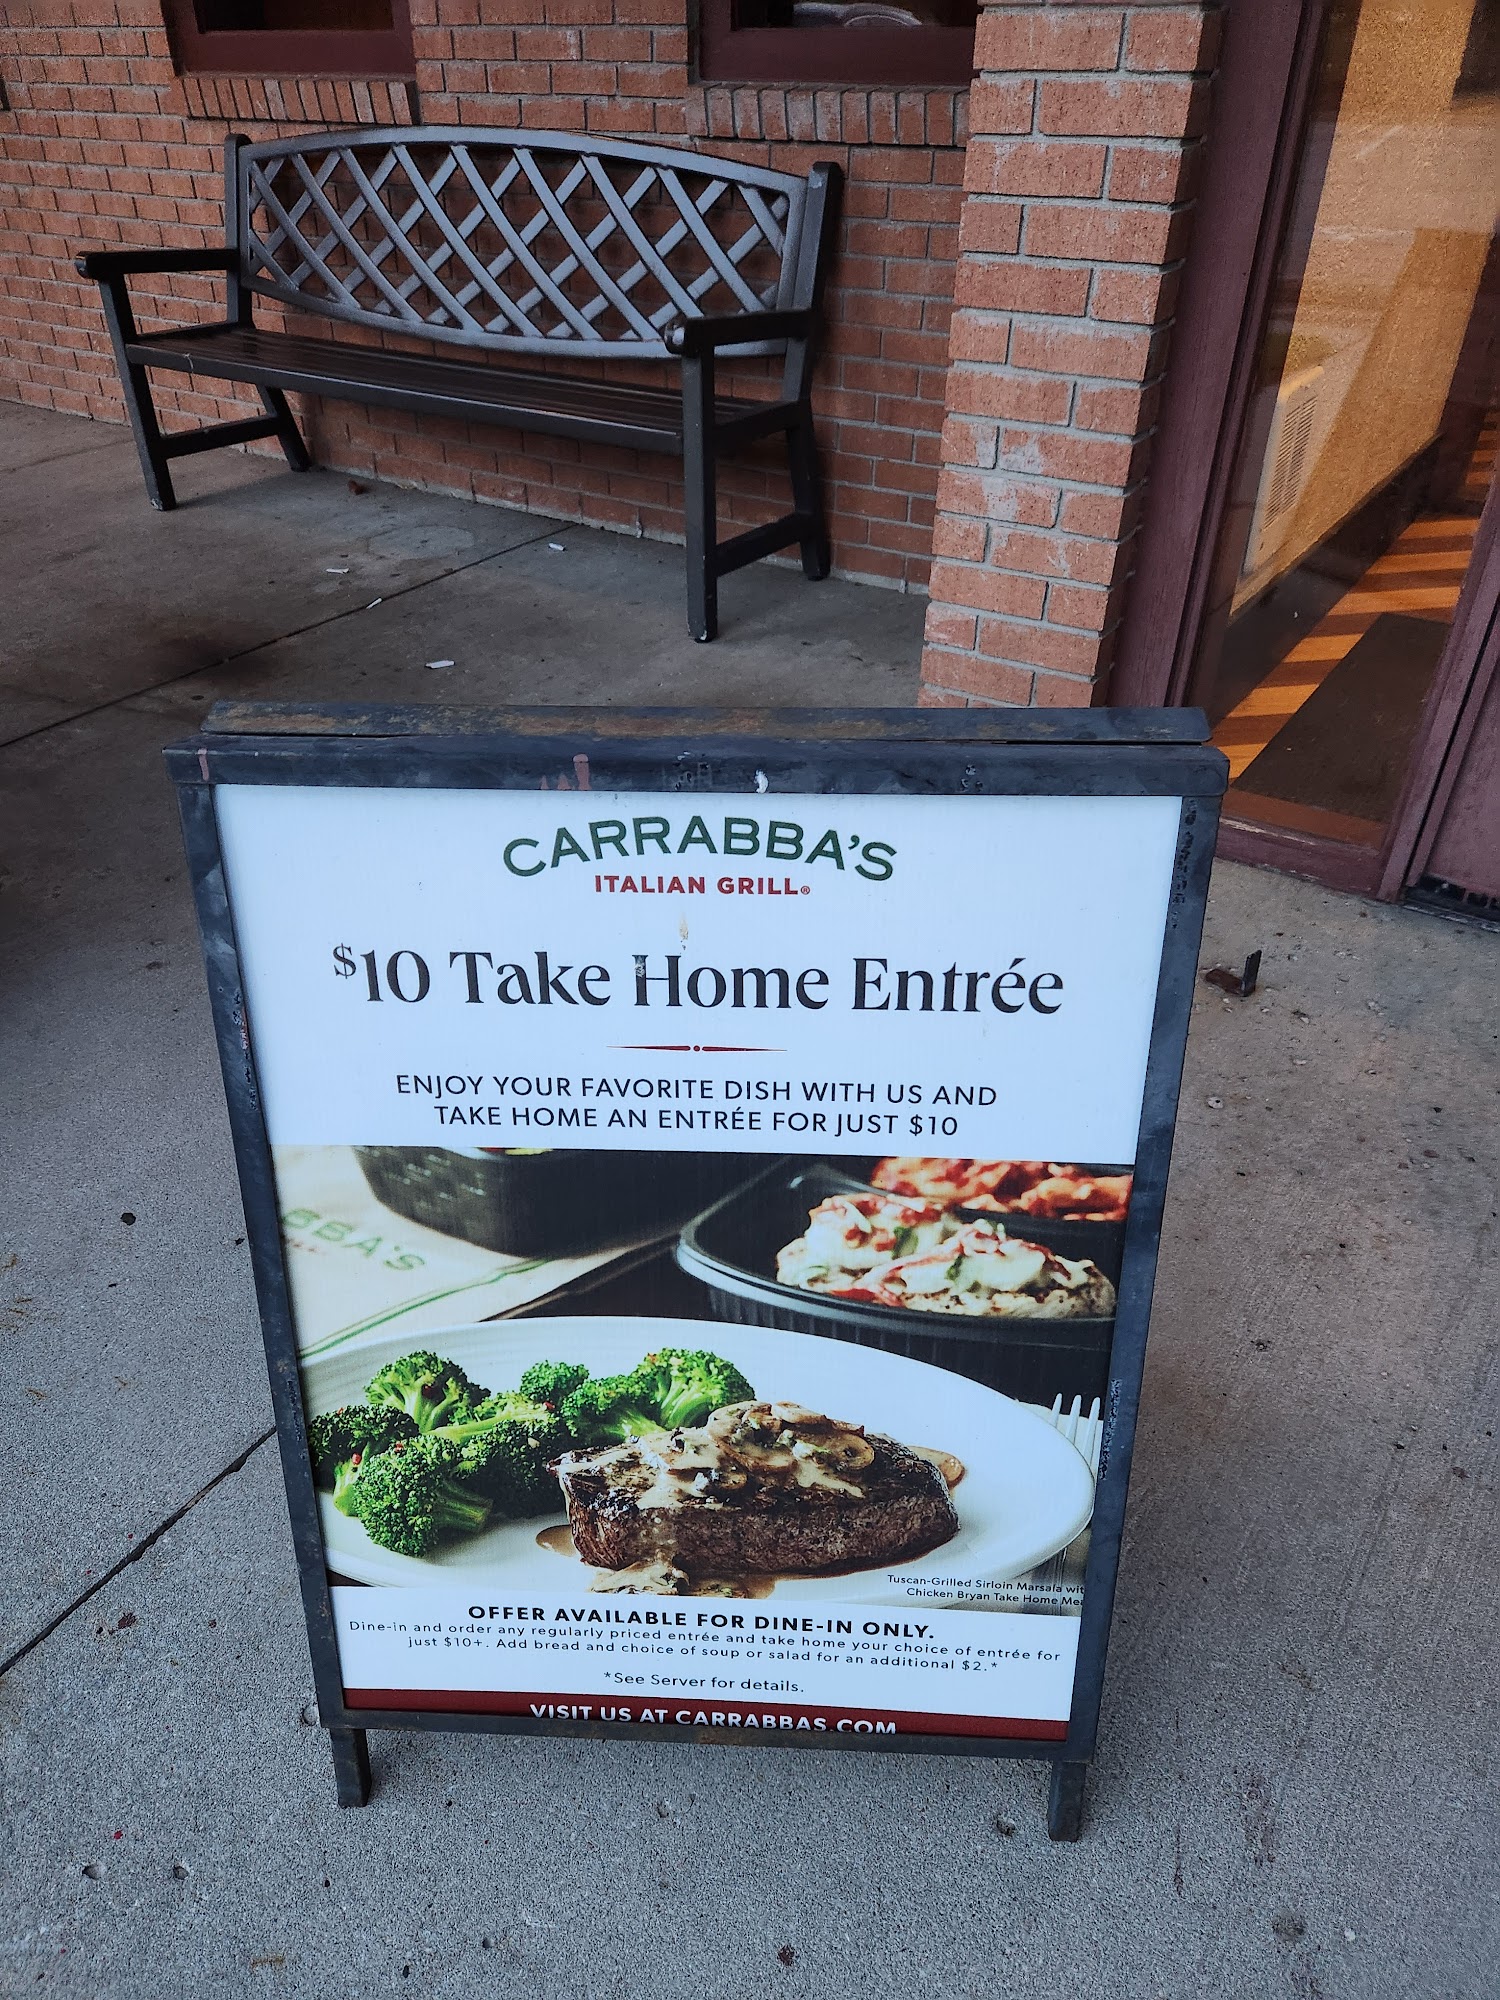 CARRABBA'S
ITALIAN GRILL®
$10 Take Home Entrée
ENJOY YOUR FAVORITE DISH WITH US AND
TAKE HOME AN ENTRÉE FOR JUST $10
BBA'S
Tuscan-Grilled Sirloin Marsala wit
Chicken Bryan Take Home Mea
OFFER AVAILABLE FOR DINE-IN ONLY.
Dine-in and order any regularly priced entrée and take home your choice of entrée for
just $10+. Add bread and choice of soup or salad for an additional $2.*
*See Server for details.
VISIT US AT CARRABBAS.COM